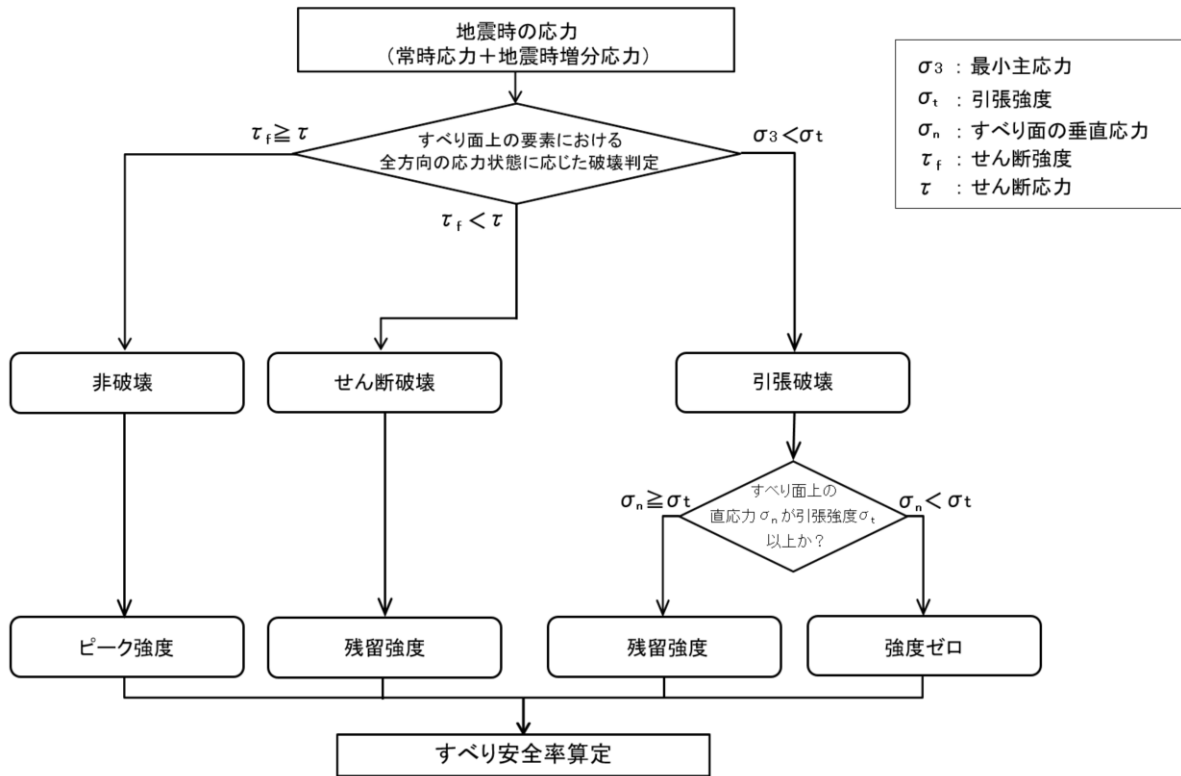 地震時の応力
(常時応力+地震時増分応力)
σ3 : 最小主応力
σt : 引張強度
σn : すべり面の垂直応力
τf : せん断強度
τ : せん断応力
τf≧τ
すべり面上の要素における
全方向の応力状態に応じた破壊判定
σ3<σt
τf<τ
非破壊
せん断破壊
引張破壊
σn≧σt
すべり面上の
直応力σnが引張強度σt
以上か?
σn<σt
ピーク強度
残留強度
残留強度
強度ゼロ
すべり安全率算定